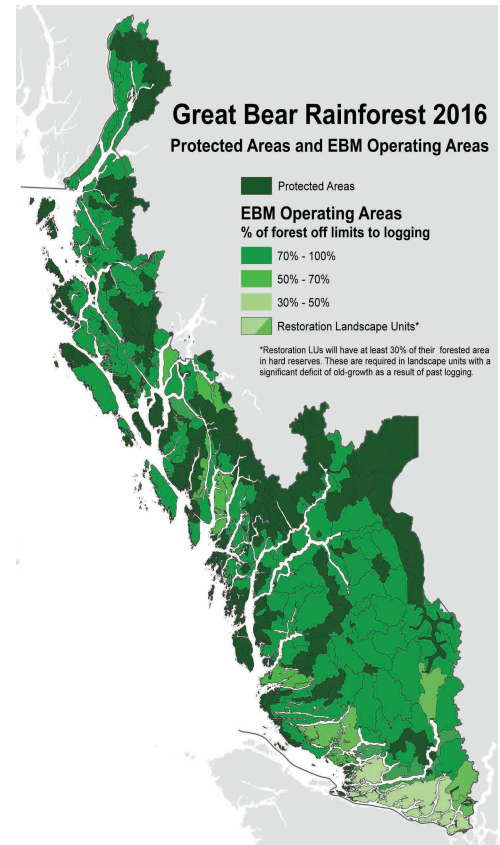 Great Bear Rainforest 2016
Protected Areas and EBM Operating Areas
Protected Areas
EBM Operating Areas
% of forest off limits to logging
70% - 100%
50% - 70%
30% - 50%
Restoration Landscape Units*
*Restoration LUs will have at least 30% of their forested area
in hard reserves. These are required in landscape units with a
significant deficit of old-growth as a result of past logging.